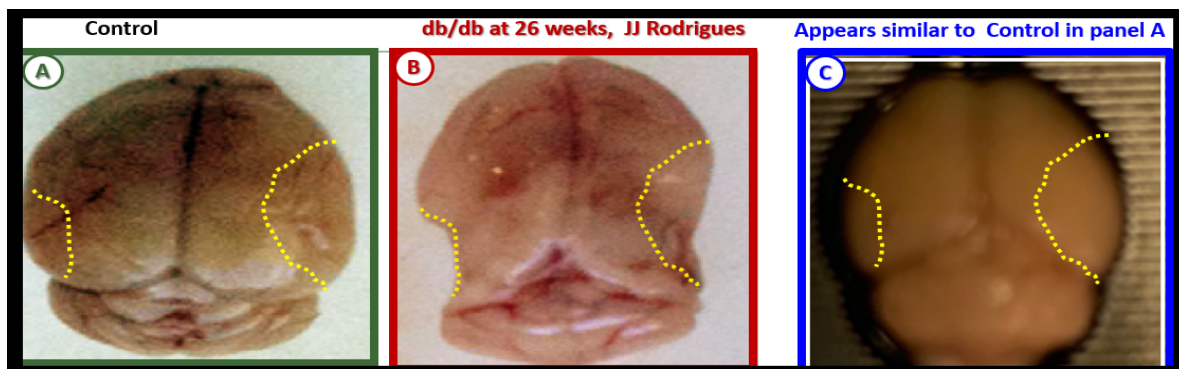 Control
db/db at 26 weeks, JJ Rodrigues
Appears similar to Control in panel A
A
B
C